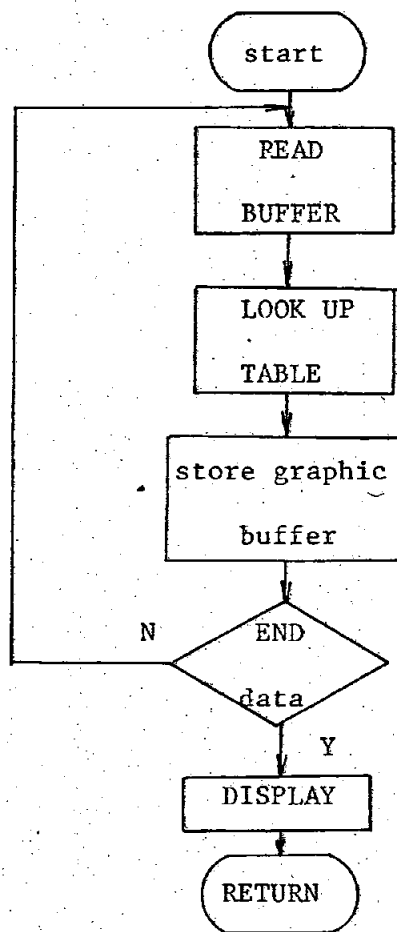 start
READ
BUFFER
LOOK UP
TABLE
store graphic
buffer
N
END
data
Y
DISPLAY
RETURN